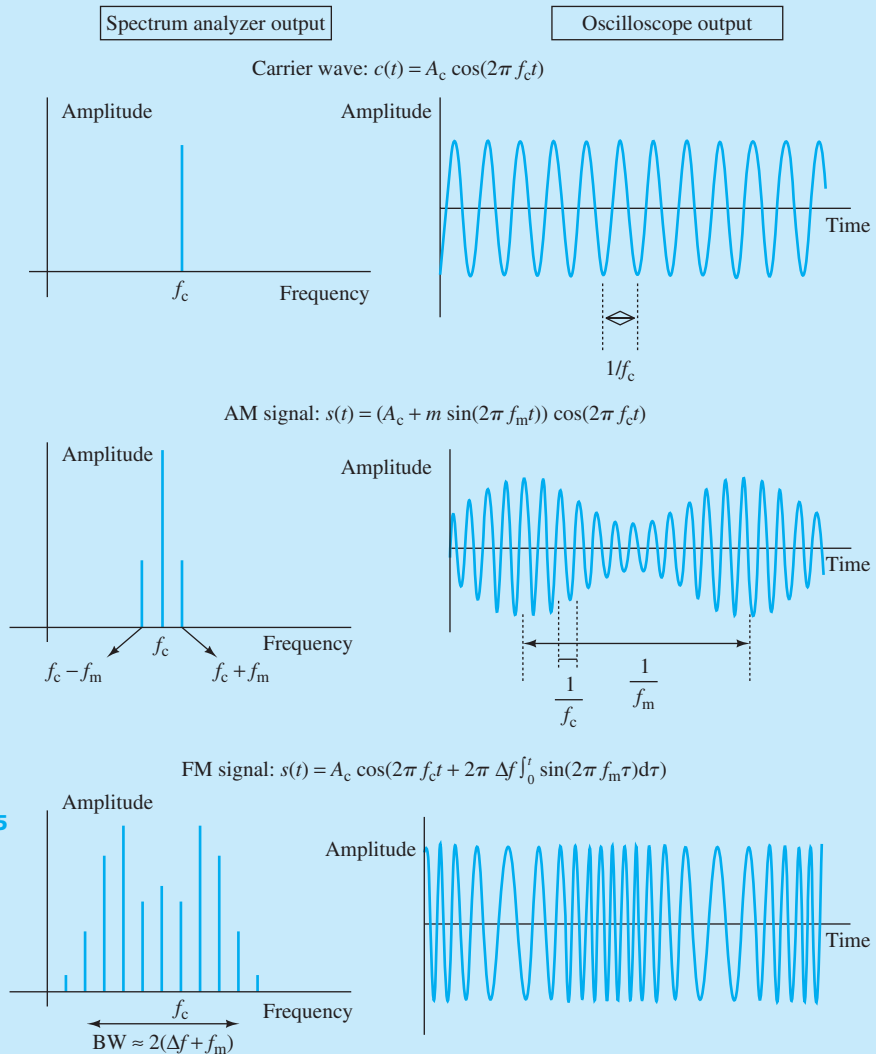 Spectrum analyzer output
Oscilloscope output
Carrier wave: c(t) = A_c cos(2π f_c t)
Amplitude
Amplitude
Time
f_c
Frequency
1/f_c
AM signal: s(t) = (A_c + m sin(2π f_m t)) cos(2π f_c t)
Amplitude
Amplitude
Time
Frequency
f_c
f_c − f_m
f_c + f_m
1/f_c
1/f_m
FM signal: s(t) = A_c cos(2π f_c t + 2π Δf ∫_0^t sin(2π f_m τ)dτ)
5
Amplitude
Amplitude
Time
f_c
Frequency
BW ≈ 2(Δf + f_m)